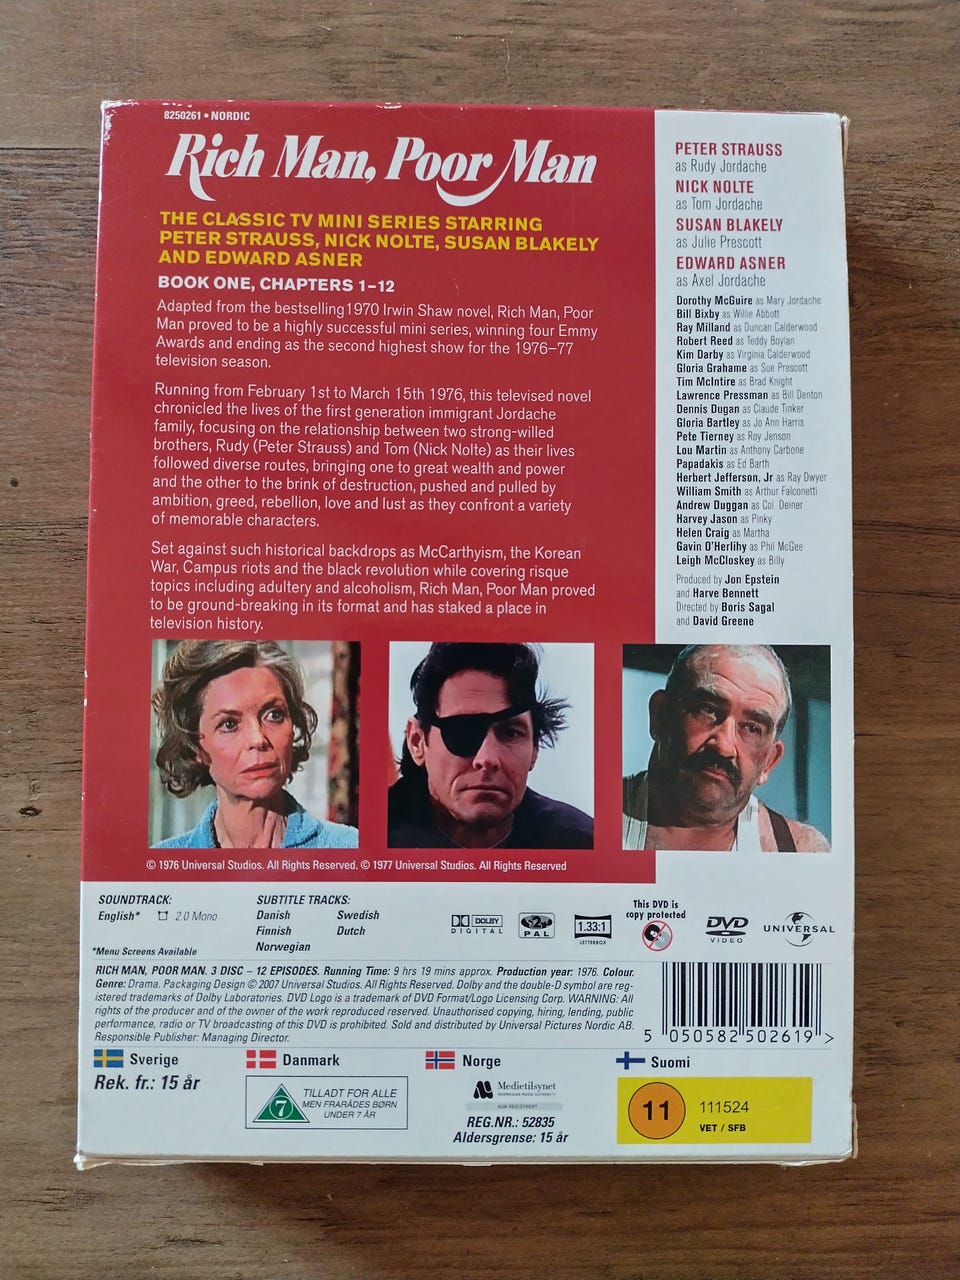 8250261 • NORDIC
Rich Man, Poor Man
THE CLASSIC TV MINI SERIES STARRING
PETER STRAUSS, NICK NOLTE, SUSAN BLAKELY
AND EDWARD ASNER
BOOK ONE, CHAPTERS 1–12
Adapted from the bestselling1970 Irwin Shaw novel, Rich Man, Poor
Man proved to be a highly successful mini series, winning four Emmy
Awards and ending as the second highest show for the 1976–77
television season.
Running from February 1st to March 15th 1976, this televised novel
chronicled the lives of the first generation immigrant Jordache
family, focusing on the relationship between two strong-willed
brothers, Rudy (Peter Strauss) and Tom (Nick Nolte) as their lives
followed diverse routes, bringing one to great wealth and power
and the other to the brink of destruction, pushed and pulled by
ambition, greed, rebellion, love and lust as they confront a variety
of memorable characters.
Set against such historical backdrops as McCarthyism, the Korean
War, Campus riots and the black revolution while covering risque
topics including adultery and alcoholism, Rich Man, Poor Man proved
to be ground-breaking in its format and has staked a place in
television history.
PETER STRAUSS
as Rudy Jordache
NICK NOLTE
as Tom Jordache
SUSAN BLAKELY
as Julie Prescott
EDWARD ASNER
as Axel Jordache
Dorothy McGuire as Mary Jordache
Bill Bixby as Willie Abbott
Ray Milland as Duncan Calderwood
Robert Reed as Teddy Boylan
Kim Darby as Virginia Calderwood
Gloria Grahame as Sue Prescott
Tim McIntire as Brad Knight
Lawrence Pressman as Bill Denton
Dennis Dugan as Claude Tinker
Gloria Bartley as Jo Ann Harris
Pete Tierney as Roy Jenson
Lou Martin as Anthony Carbone
Papadakis as Ed Barth
Herbert Jefferson, Jr as Ray Dwyer
William Smith as Arthur Falconetti
Andrew Duggan as Col. Deiner
Harvey Jason as Pinky
Helen Craig as Martha
Gavin O'Herlihy as Phil McGee
Leigh McCloskey as Billy
Produced by Jon Epstein
and Harve Bennett
Directed by Boris Sagal
and David Greene
© 1976 Universal Studios. All Rights Reserved. © 1977 Universal Studios. All Rights Reserved
SOUNDTRACK:
English* 2.0 Mono
*Menu Screens Available
SUBTITLE TRACKS:
Danish Swedish
Finnish Dutch
Norwegian
DOLBY
DIGITAL
2
PAL
1.33:1
LETTERBOX
This DVD is
copy protected
DVD
VIDEO
UNIVERSAL
RICH MAN, POOR MAN. 3 DISC – 12 EPISODES. Running Time: 9 hrs 19 mins approx. Production year: 1976. Colour.
Genre: Drama. Packaging Design © 2007 Universal Studios. All Rights Reserved. Dolby and the double-D symbol are reg-
istered trademarks of Dolby Laboratories. DVD Logo is a trademark of DVD Format/Logo Licensing Corp. WARNING: All
rights of the producer and of the owner of the work reproduced reserved. Unauthorised copying, hiring, lending, public
performance, radio or TV broadcasting of this DVD is prohibited. Sold and distributed by Universal Pictures Nordic AB.
Responsible Publisher: Managing Director.
5 050582 502619 >
Sverige
Rek. fr.: 15 år
Danmark
7
TILLADT FOR ALLE
MEN FRARÅDES BØRN
UNDER 7 ÅR
Norge
Medietilsynet
NORWEGIAN MEDIA AUTHORITY
KUN REGISTRERT
REG.NR.: 52835
Aldersgrense: 15 år
Suomi
11
111524
VET / SFB